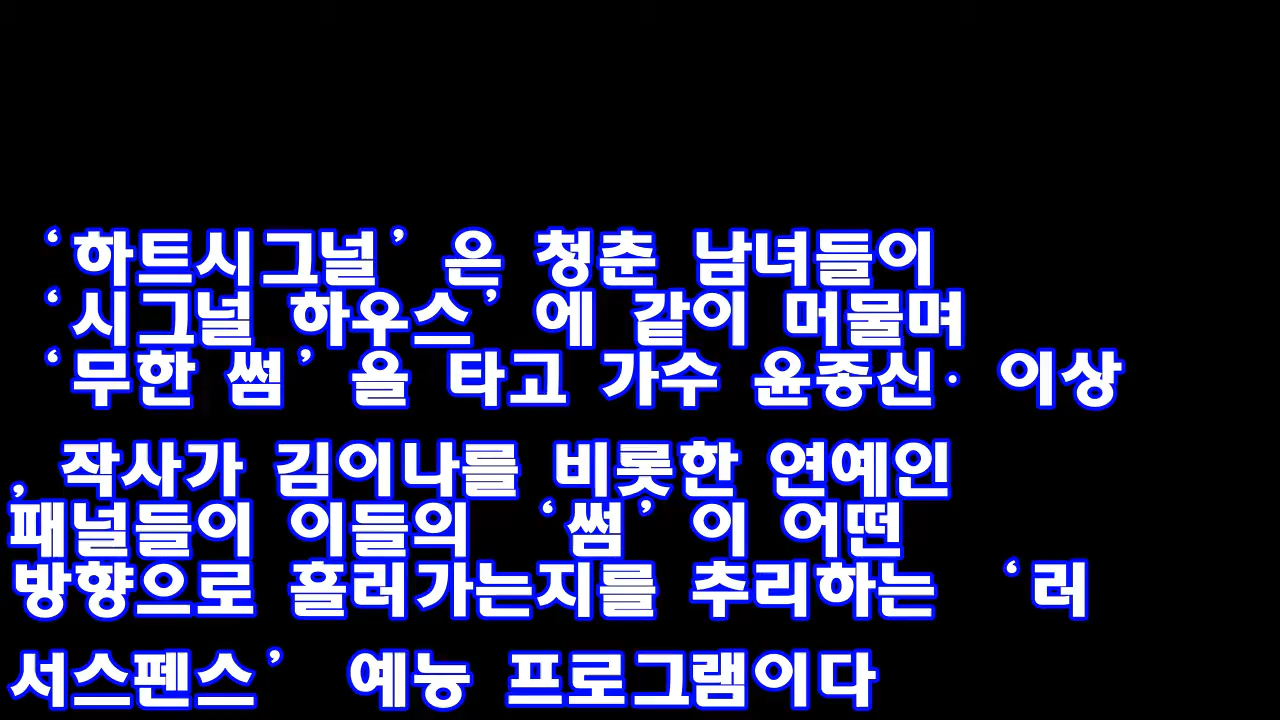 ‘하트시그널’은 청춘 남녀들이
‘시그널 하우스’에 같이 머물며
‘무한 썸’을 타고 가수 윤종신· 이상
, 작사가 김이나를 비롯한 연예인
패널들이 이들의 ‘썸’이 어떤
방향으로 흘러가는지를 추리하는 ‘러
서스펜스’ 예능 프로그램이다